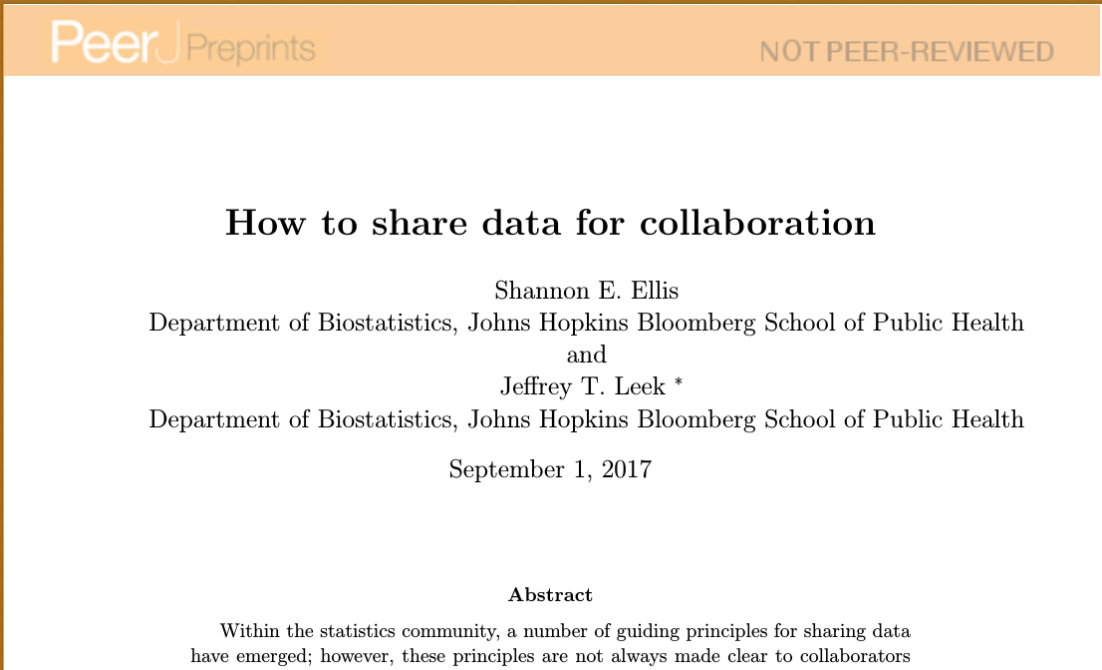 PeerJ Preprints NOT PEER-REVIEWED
How to share data for collaboration
Shannon E. Ellis
Department of Biostatistics, Johns Hopkins Bloomberg School of Public Health
and
Jeffrey T. Leek *
Department of Biostatistics, Johns Hopkins Bloomberg School of Public Health
September 1, 2017
Abstract
Within the statistics community, a number of guiding principles for sharing data
have emerged; however, these principles are not always made clear to collaborators